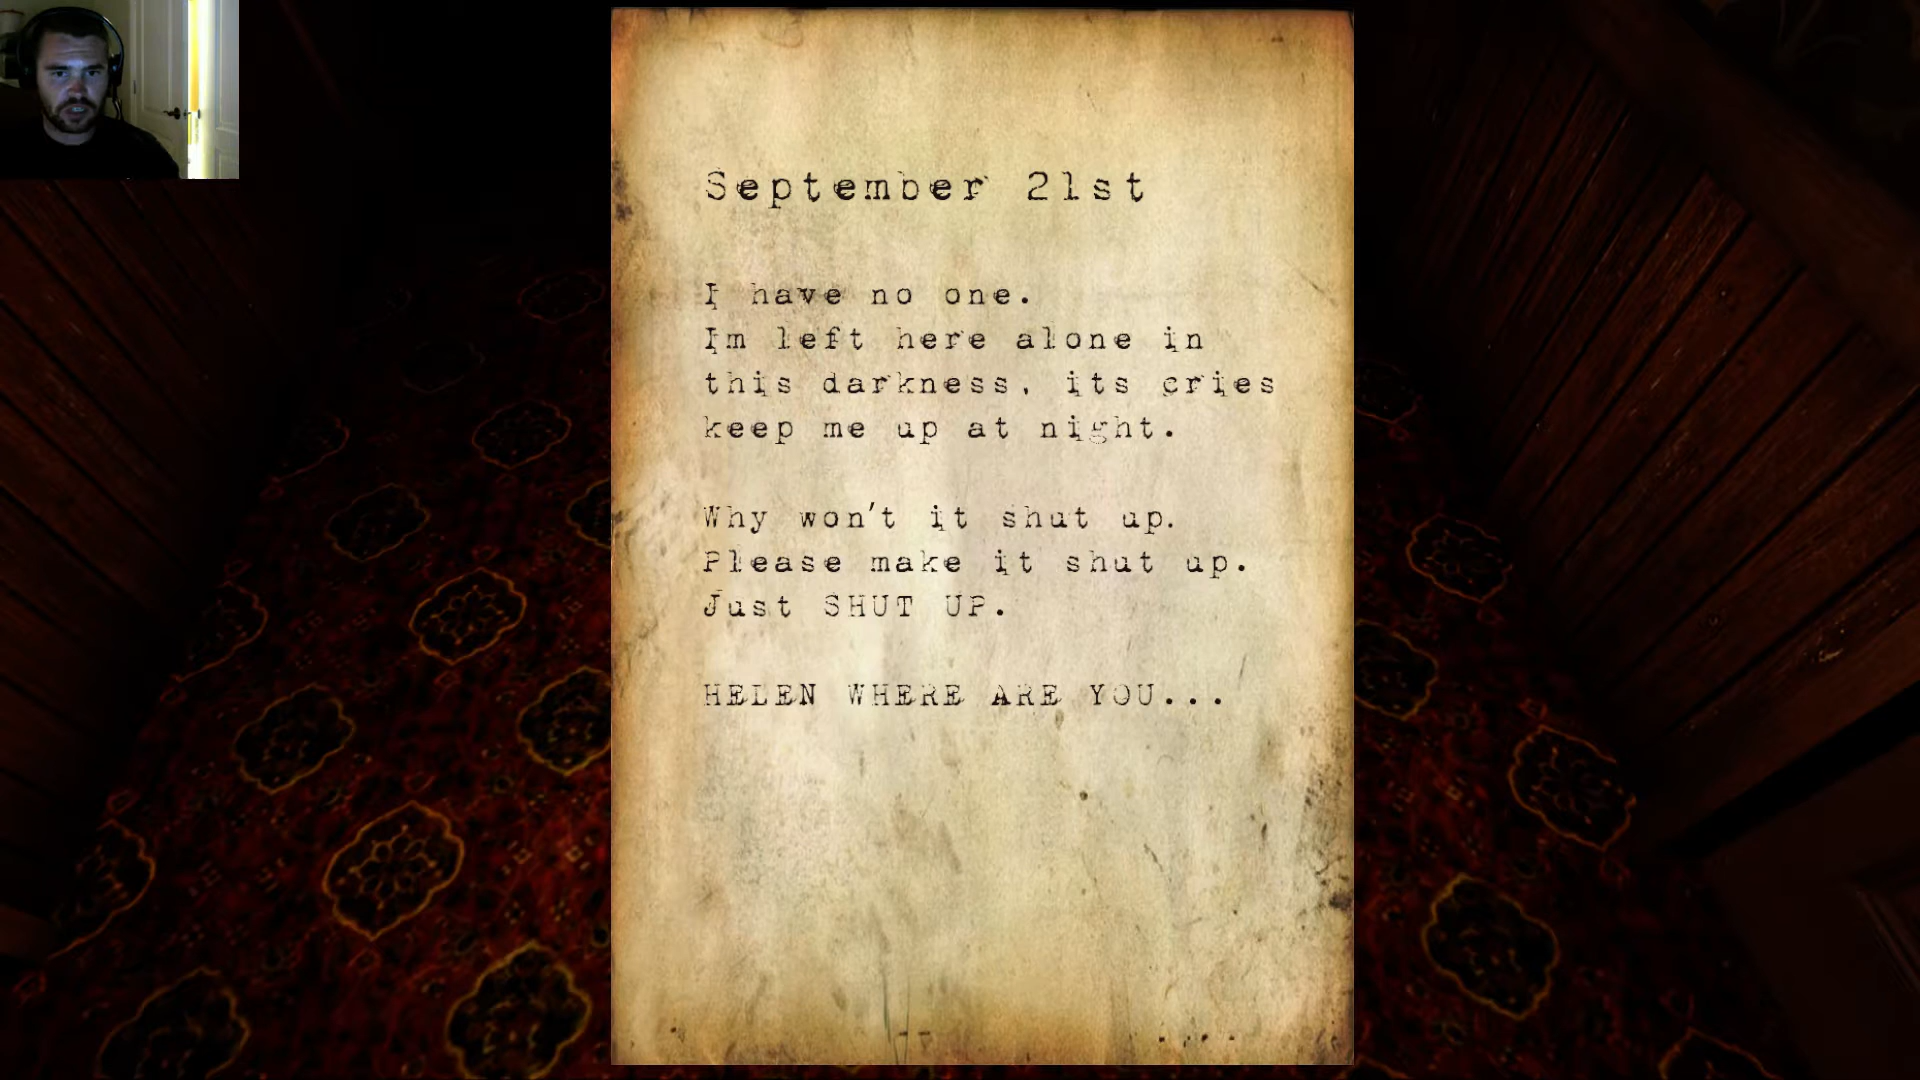 September 21st
I have no one.
Im left here alone in
this darkness, its cries
keep me up at night.
Why won't it shut up.
Please make it shut up.
Just SHUT UP.
HELEN WHERE ARE YOU...